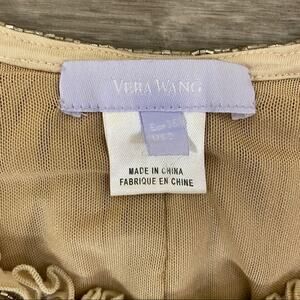 VERA WANG
MADE IN CHINA
FABRIQUE EN CHINE